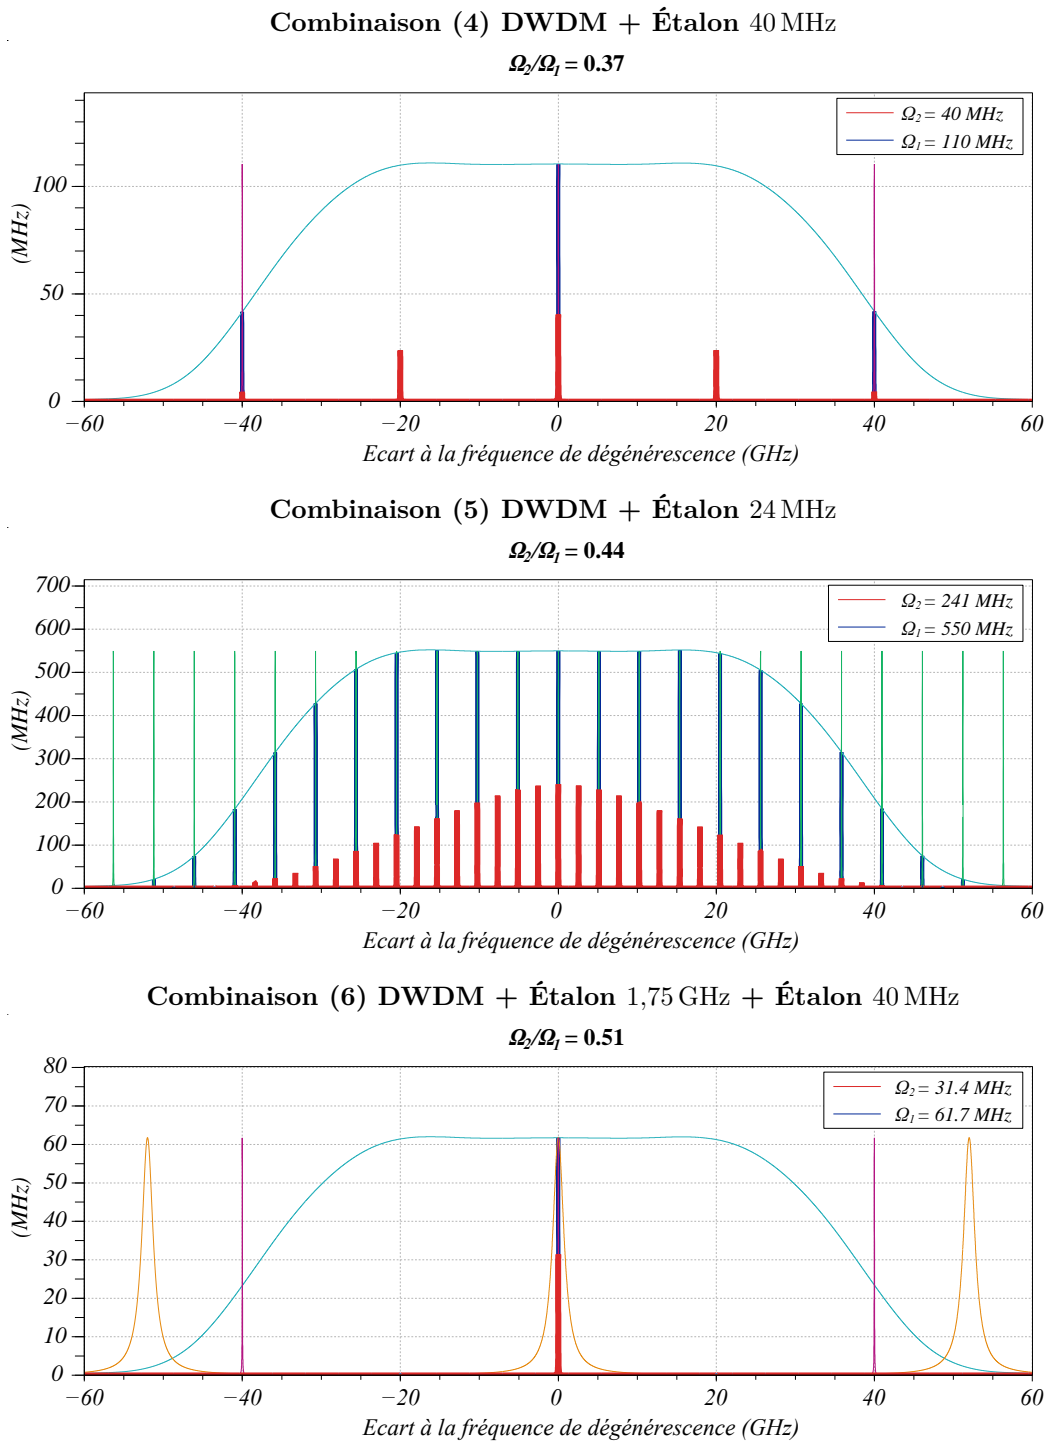 Combinaison (4) DWDM + Étalon 40 MHz
Ω2/Ω1 = 0.37
Ω2 = 40 MHz
Ω1 = 110 MHz
(MHz)
100
50
0
−60 −40 −20 0 20 40 60
Ecart à la fréquence de dégénérescence (GHz)
Combinaison (5) DWDM + Étalon 24 MHz
Ω2/Ω1 = 0.44
Ω2 = 241 MHz
Ω1 = 550 MHz
(MHz)
700
600
500
400
300
200
100
0
−60 −40 −20 0 20 40 60
Ecart à la fréquence de dégénérescence (GHz)
Combinaison (6) DWDM + Étalon 1,75 GHz + Étalon 40 MHz
Ω2/Ω1 = 0.51
Ω2 = 31.4 MHz
Ω1 = 61.7 MHz
(MHz)
80
70
60
50
40
30
20
10
0
−60 −40 −20 0 20 40 60
Ecart à la fréquence de dégénérescence (GHz)